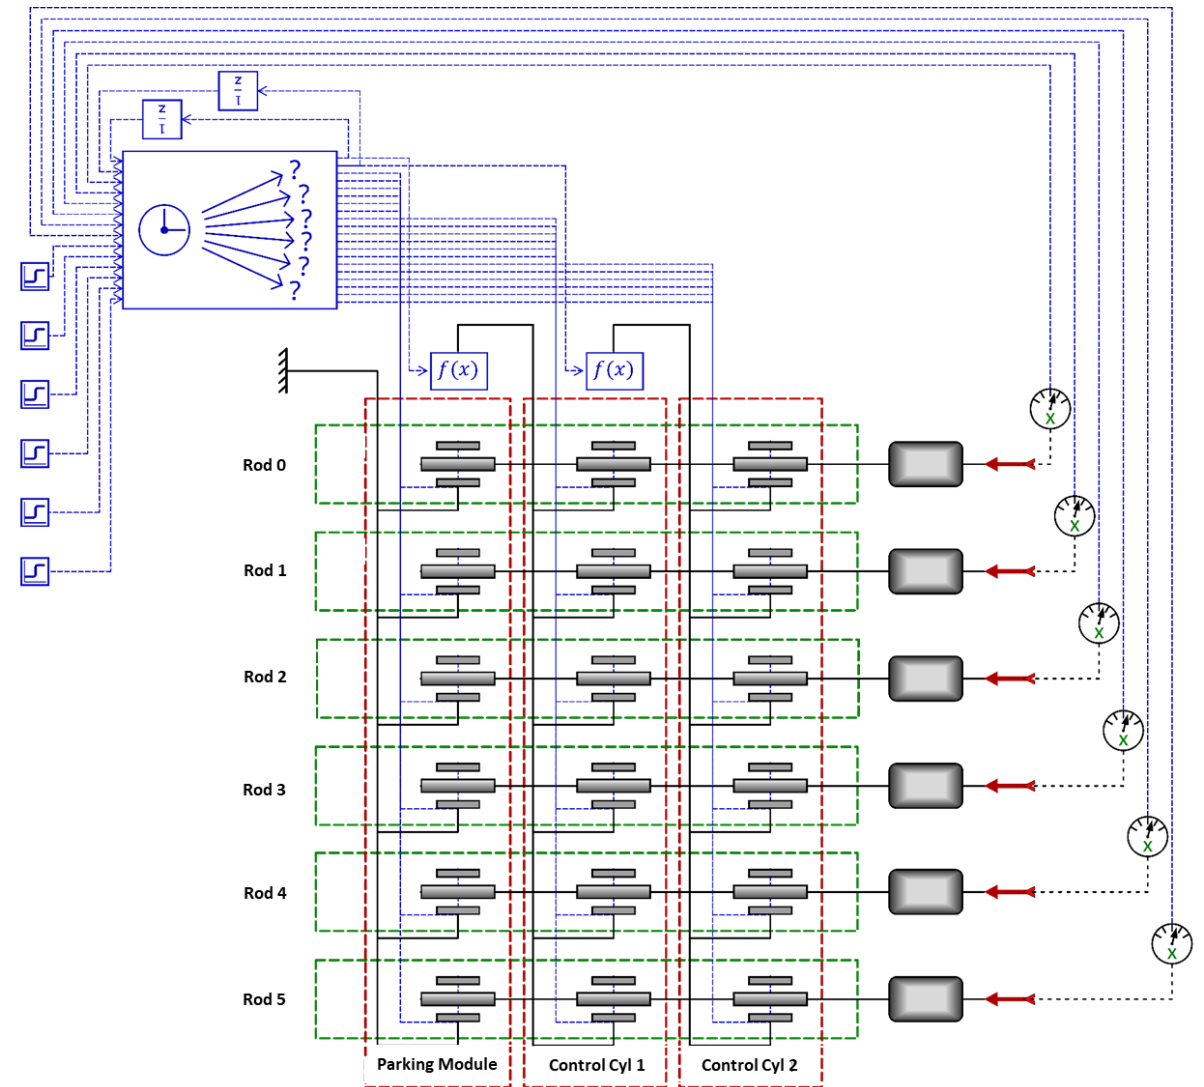 1
z
1
z
?
?
?
?
?
?
f(x)
f(x)
Rod 0
X
Rod 1
X
Rod 2
X
Rod 3
X
Rod 4
X
Rod 5
X
Parking Module
Control Cyl 1
Control Cyl 2